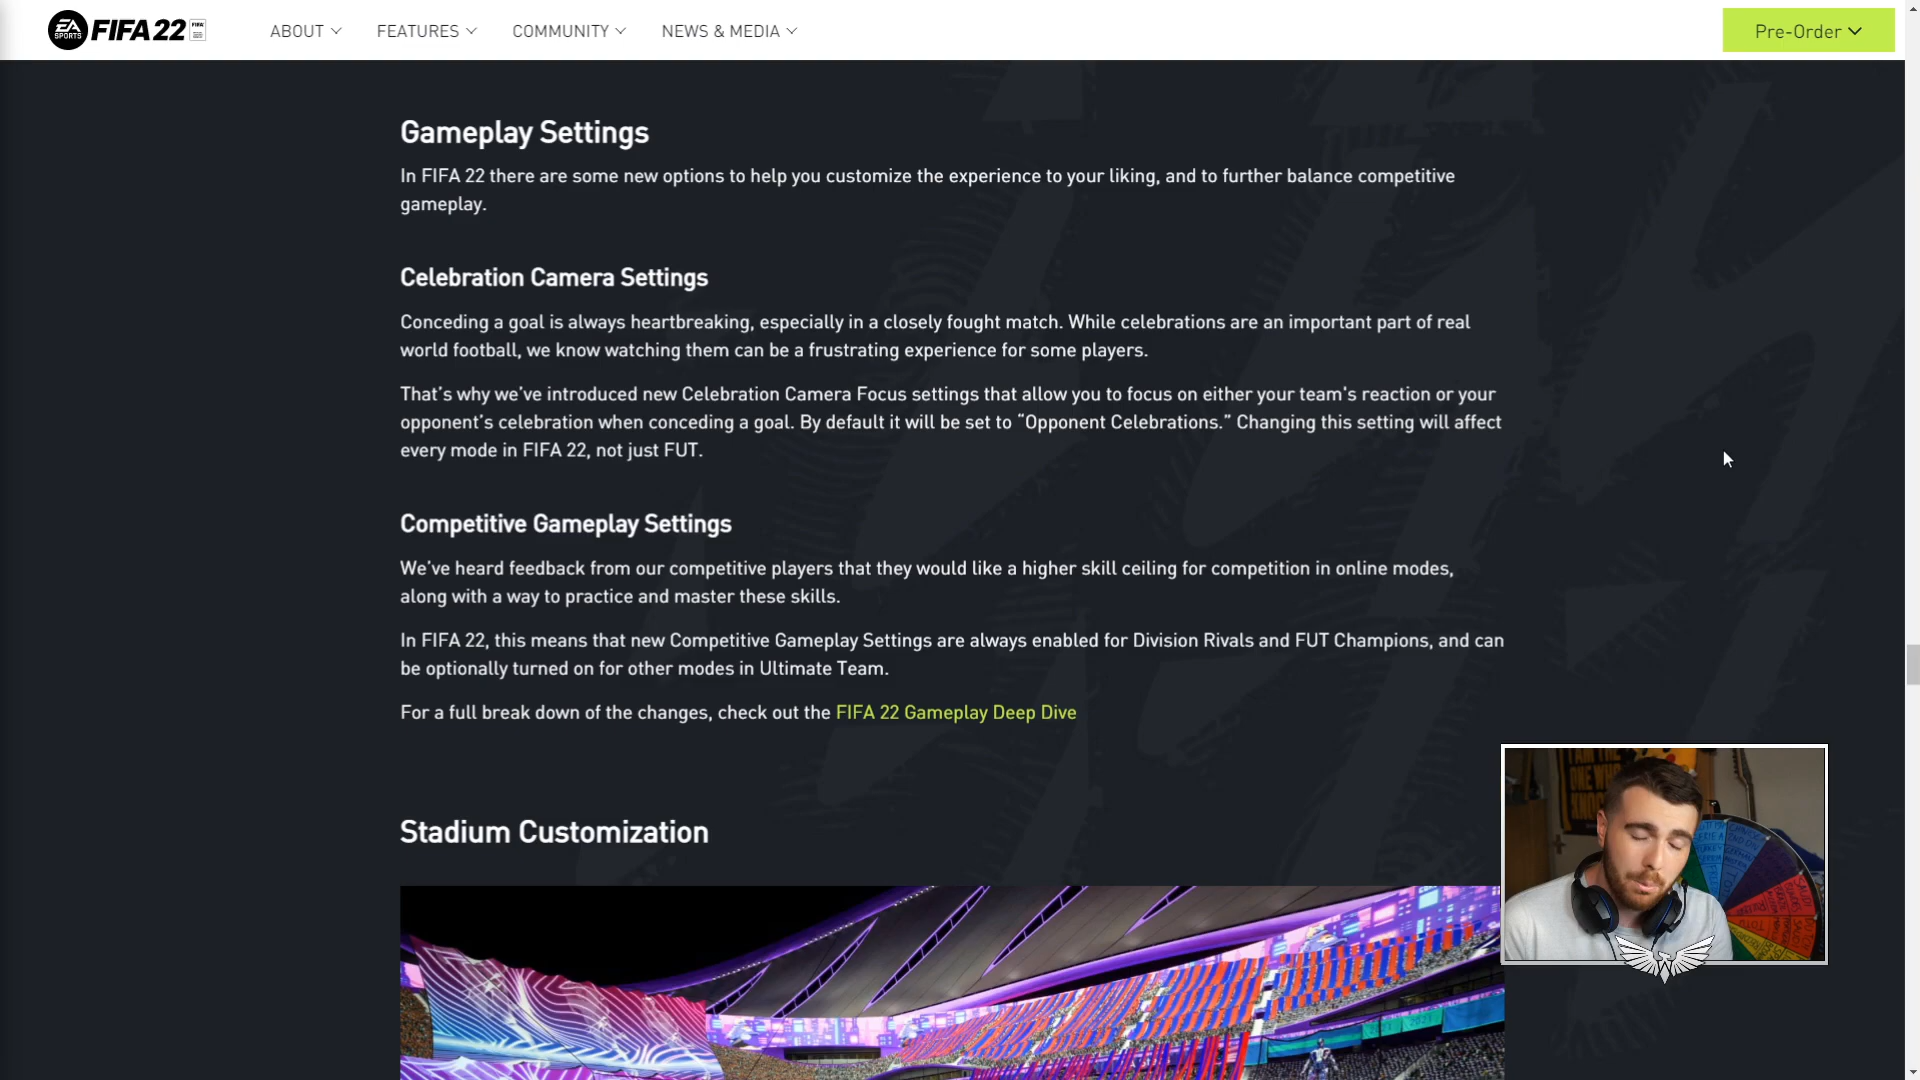 EA SPORTS FIFA 22 ABOUT FEATURES COMMUNITY NEWS & MEDIA Pre-Order
Gameplay Settings
In FIFA 22 there are some new options to help you customize the experience to your liking, and to further balance competitive
gameplay.
Celebration Camera Settings
Conceding a goal is always heartbreaking, especially in a closely fought match. While celebrations are an important part of real
world football, we know watching them can be a frustrating experience for some players.
That's why we've introduced new Celebration Camera Focus settings that allow you to focus on either your team's reaction or your
opponent's celebration when conceding a goal. By default it will be set to “Opponent Celebrations.” Changing this setting will affect
every mode in FIFA 22, not just FUT.
Competitive Gameplay Settings
We've heard feedback from our competitive players that they would like a higher skill ceiling for competition in online modes,
along with a way to practice and master these skills.
In FIFA 22, this means that new Competitive Gameplay Settings are always enabled for Division Rivals and FUT Champions, and can
be optionally turned on for other modes in Ultimate Team.
For a full break down of the changes, check out the FIFA 22 Gameplay Deep Dive
Stadium Customization